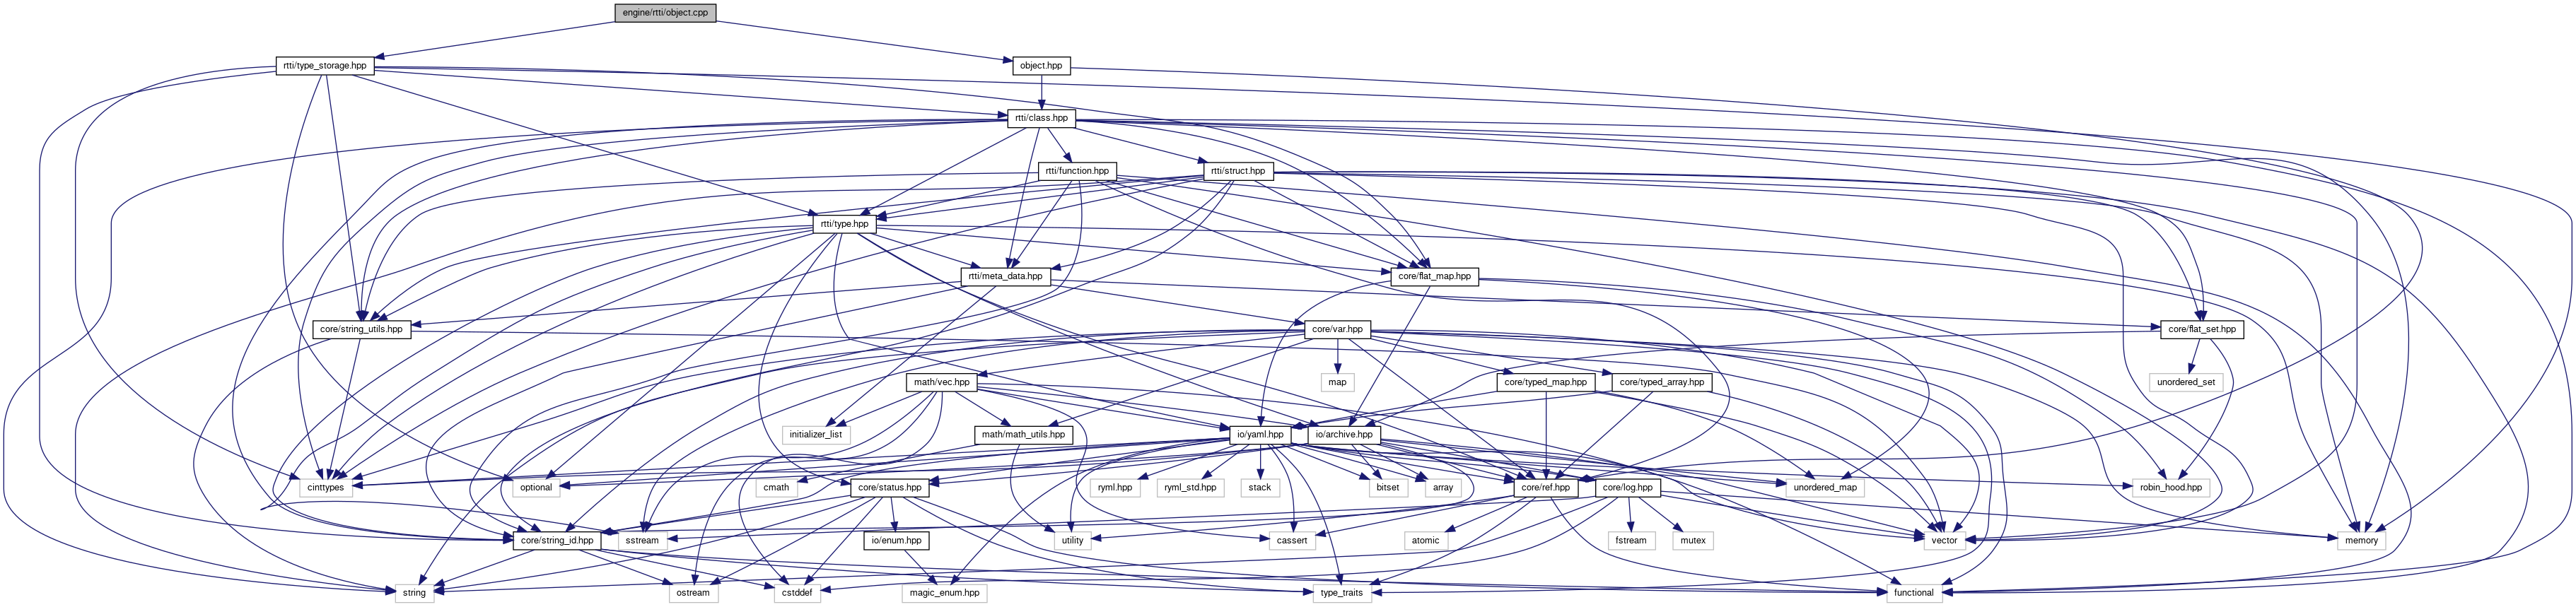 engine/rtti/object.cpp
rtti/type_storage.hpp
object.hpp
rtti/class.hpp
rtti/function.hpp
rtti/struct.hpp
rtti/type.hpp
rtti/meta_data.hpp
core/flat_map.hpp
core/string_utils.hpp
core/var.hpp
core/flat_set.hpp
math/vec.hpp
map
core/typed_map.hpp
core/typed_array.hpp
unordered_set
initializer_list
math/math_utils.hpp
io/yaml.hpp
io/archive.hpp
cinttypes
optional
cmath
core/status.hpp
ryml.hpp
ryml_std.hpp
stack
bitset
array
core/ref.hpp
core/log.hpp
unordered_map
robin_hood.hpp
core/string_id.hpp
sstream
io/enum.hpp
utility
cassert
atomic
fstream
mutex
vector
memory
string
ostream
cstddef
magic_enum.hpp
type_traits
functional